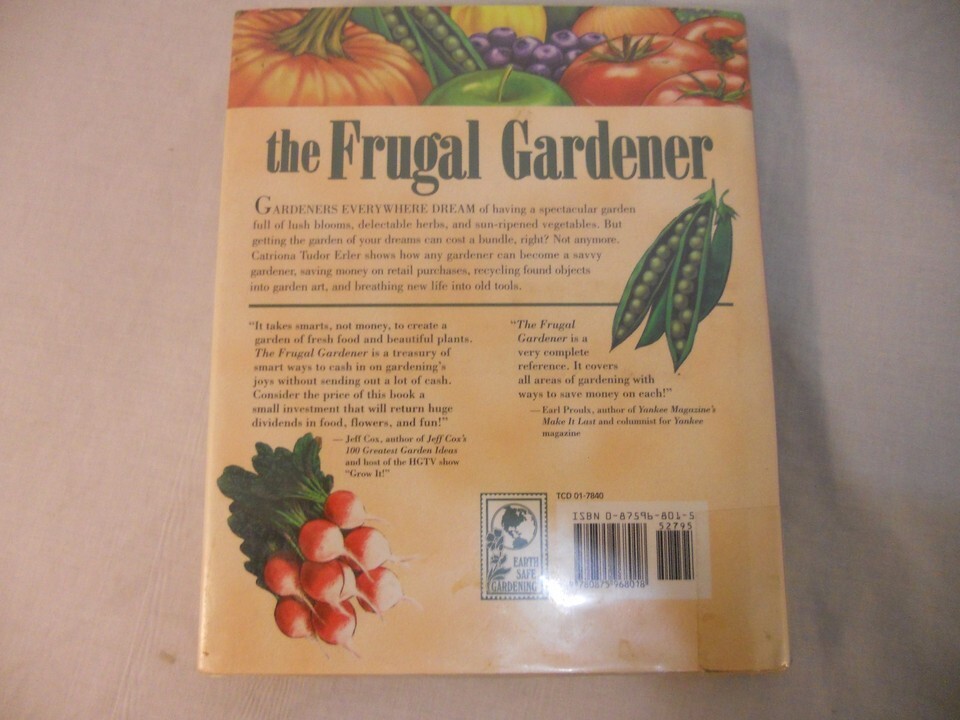 the Frugal Gardener
GARDENERS EVERYWHERE DREAM of having a spectacular garden
full of lush blooms, delectable herbs, and sun-ripened vegetables. But
getting the garden of your dreams can cost a bundle, right? Not anymore.
Catriona Tudor Erler shows how any gardener can become a savvy
gardener, saving money on retail purchases, recycling found objects
into garden art, and breathing new life into old tools.
"It takes smarts, not money, to create a
garden of fresh food and beautiful plants.
The Frugal Gardener is a treasury of
smart ways to cash in on gardening's
joys without sending out a lot of cash.
Consider the price of this book a
small investment that will return huge
dividends in food, flowers, and fun!"
— Jeff Cox, author of Jeff Cox's
100 Greatest Garden Ideas
and host of the HGTV show
"Grow It!"
"The Frugal
Gardener is a
very complete
reference. It covers
all areas of gardening with
ways to save money on each!"
— Earl Proulx, author of Yankee Magazine's
Make It Last and columnist for Yankee
magazine
EARTH
SAFE
GARDENING
TCD 01-7840
ISBN 0-87596-801-5
52795
9 780875 968018